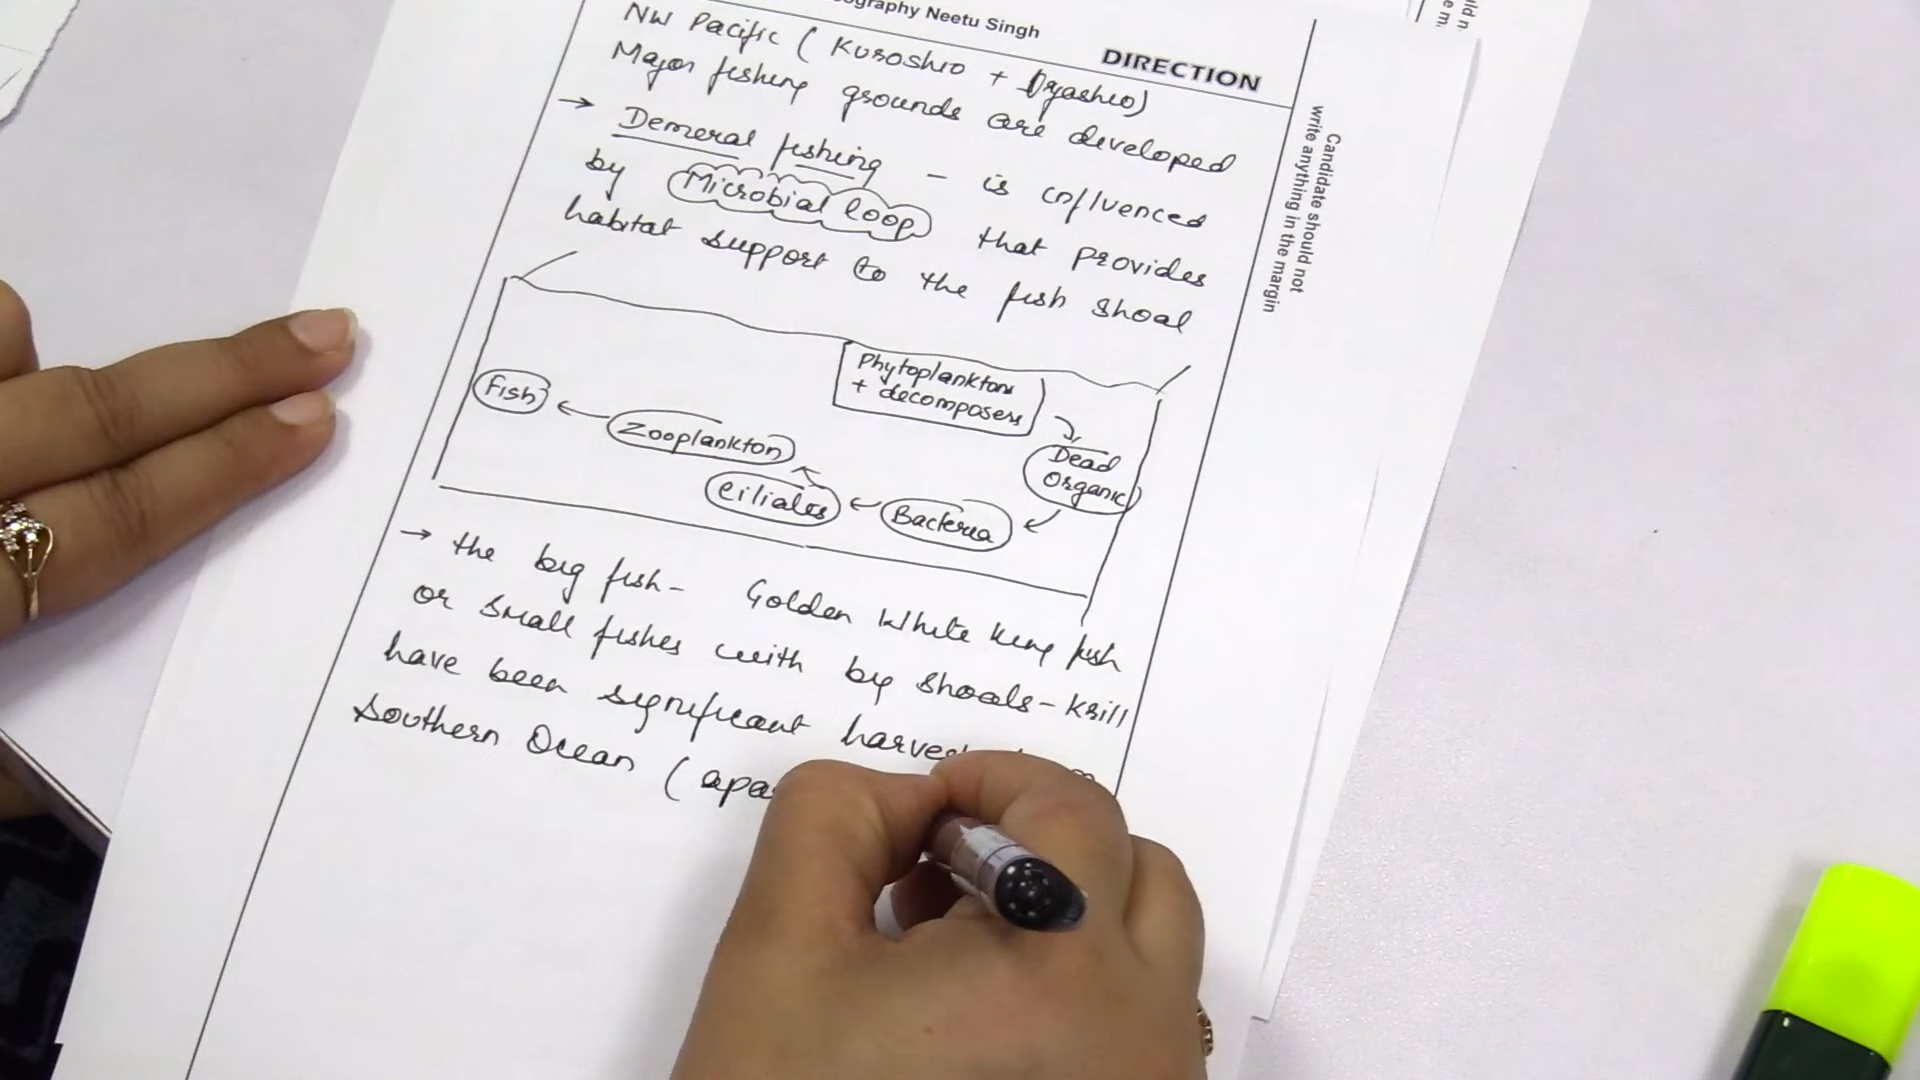 ography Neetu Singh
DIRECTION
NW Pacific ( Kuroshio + Oyashio)
Major fishing grounds are developed
→ Demeral fishing - is influenced
by Microbial loop that provides
habitat support to the fish shoal
Phytoplanktons
+ decomposers
Fish ← Zooplankton
Dead
Organic
Ciliales ← Bacteria
→ the big fish- Golden White King fish
or small fishes with big shoals - Krill
have been significant harvest
Southern Ocean (apa
Candidate should not
write anything in the margin